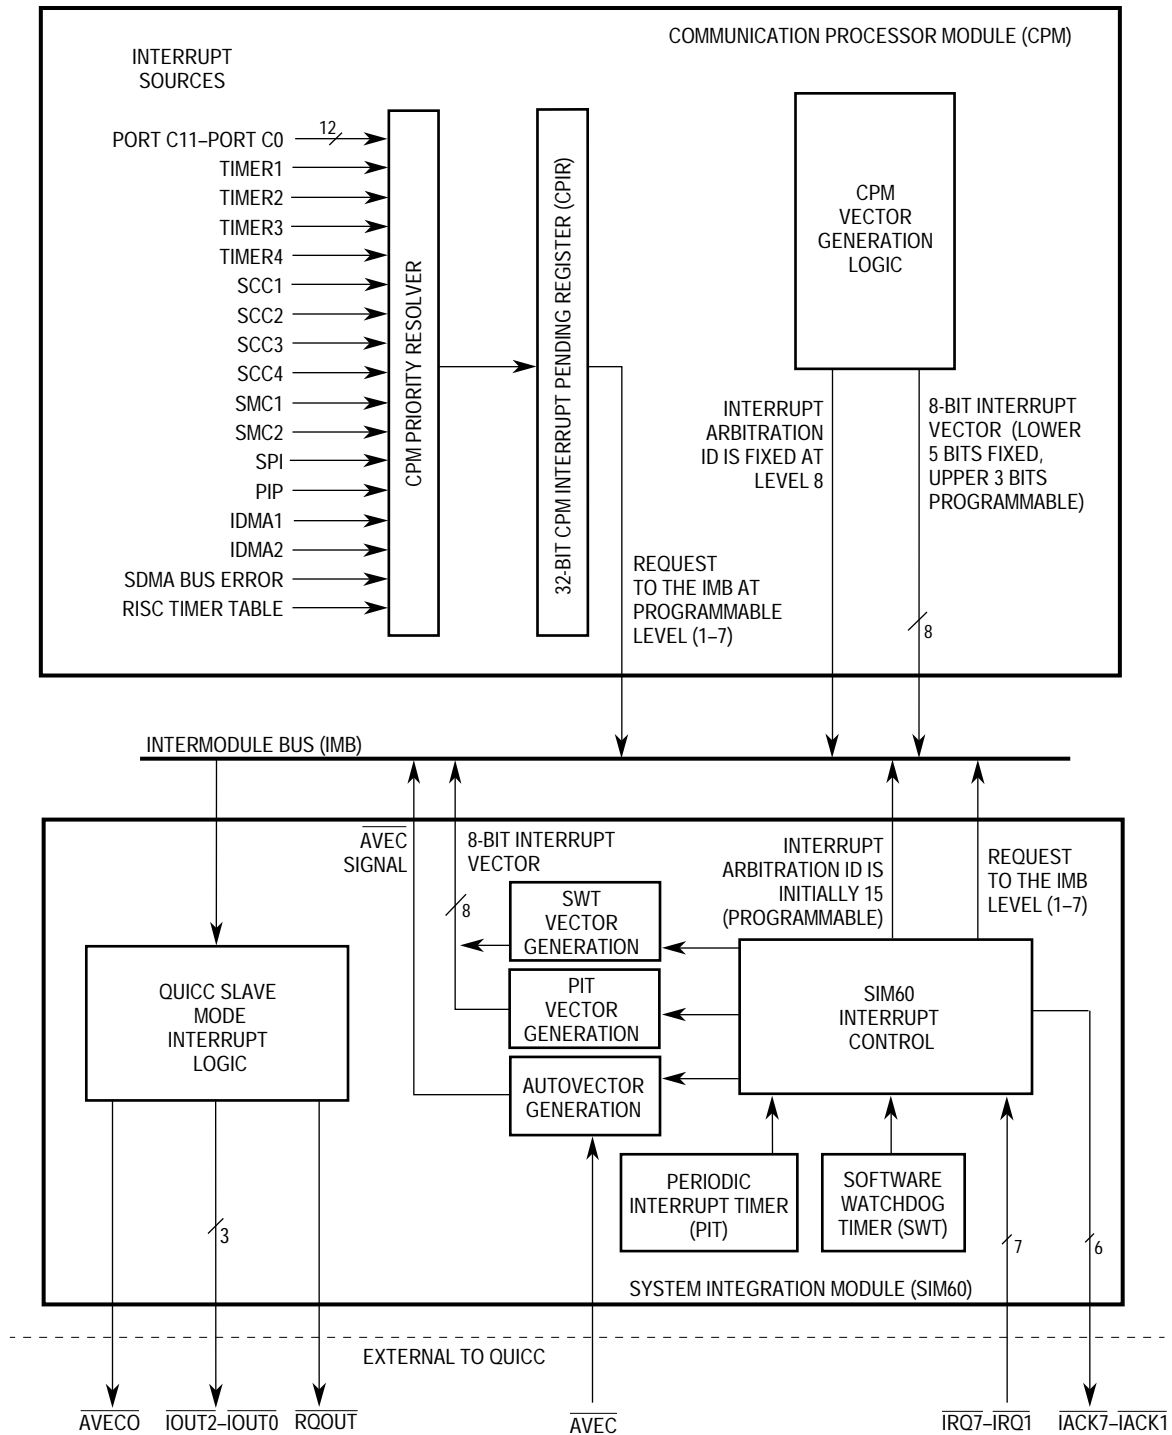 COMMUNICATION PROCESSOR MODULE (CPM)
INTERRUPT
SOURCES
PORT C11–PORT C0
12
TIMER1
TIMER2
TIMER3
TIMER4
SCC1
SCC2
SCC3
SCC4
SMC1
SMC2
SPI
PIP
IDMA1
IDMA2
SDMA BUS ERROR
RISC TIMER TABLE
CPM PRIORITY RESOLVER
32-BIT CPM INTERRUPT PENDING REGISTER (CPIR)
CPM
VECTOR
GENERATION
LOGIC
INTERRUPT
ARBITRATION
ID IS FIXED AT
LEVEL 8
8-BIT INTERRUPT
VECTOR (LOWER
5 BITS FIXED,
UPPER 3 BITS
PROGRAMMABLE)
REQUEST
TO THE IMB AT
PROGRAMMABLE
LEVEL (1–7)
8
INTERMODULE BUS (IMB)
AVEC
SIGNAL
8-BIT INTERRUPT
VECTOR
8
INTERRUPT
ARBITRATION ID IS
INITIALLY 15
(PROGRAMMABLE)
REQUEST
TO THE IMB
LEVEL (1–7)
SWT
VECTOR
GENERATION
PIT
VECTOR
GENERATION
AUTOVECTOR
GENERATION
QUICC SLAVE
MODE
INTERRUPT
LOGIC
SIM60
INTERRUPT
CONTROL
PERIODIC
INTERRUPT TIMER
(PIT)
SOFTWARE
WATCHDOG
TIMER (SWT)
3
7
6
SYSTEM INTEGRATION MODULE (SIM60)
EXTERNAL TO QUICC
AVECO
IOUT2–IOUT0
RQOUT
AVEC
IRQ7–IRQ1
IACK7–IACK1